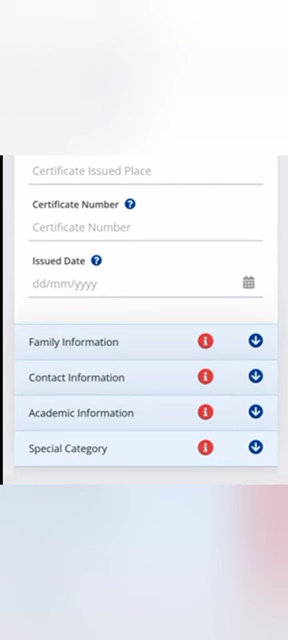 Certificate Issued Place
Certificate Number
Certificate Number
Issued Date
dd/mm/yyyy
Family Information
Contact Information
Academic Information
Special Category